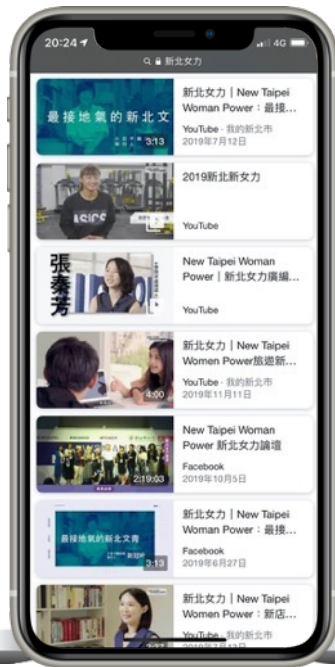 20:24
4G
新北女力
最接地氣的新北文
3:13
新北女力｜New Taipei
Woman Power：最接...
YouTube · 我的新北市
2019年7月12日
ASICS
2019新北新女力
YouTube
張秦芳
New Taipei Woman
Power｜新北女力廣編...
YouTube
4:00
新北女力｜New Taipei
Women Power旅遊新...
YouTube · 我的新北市
2019年11月11日
2:19:03
New Taipei Woman
Power 新北女力論壇
Facebook
2019年10月5日
最接地氣的新北文青
3:13
新北女力｜New Taipei
Woman Power：最接...
Facebook
2019年6月27日
新北女力｜New Taipei
Women Power：新店...
YouTube · 我的新北市